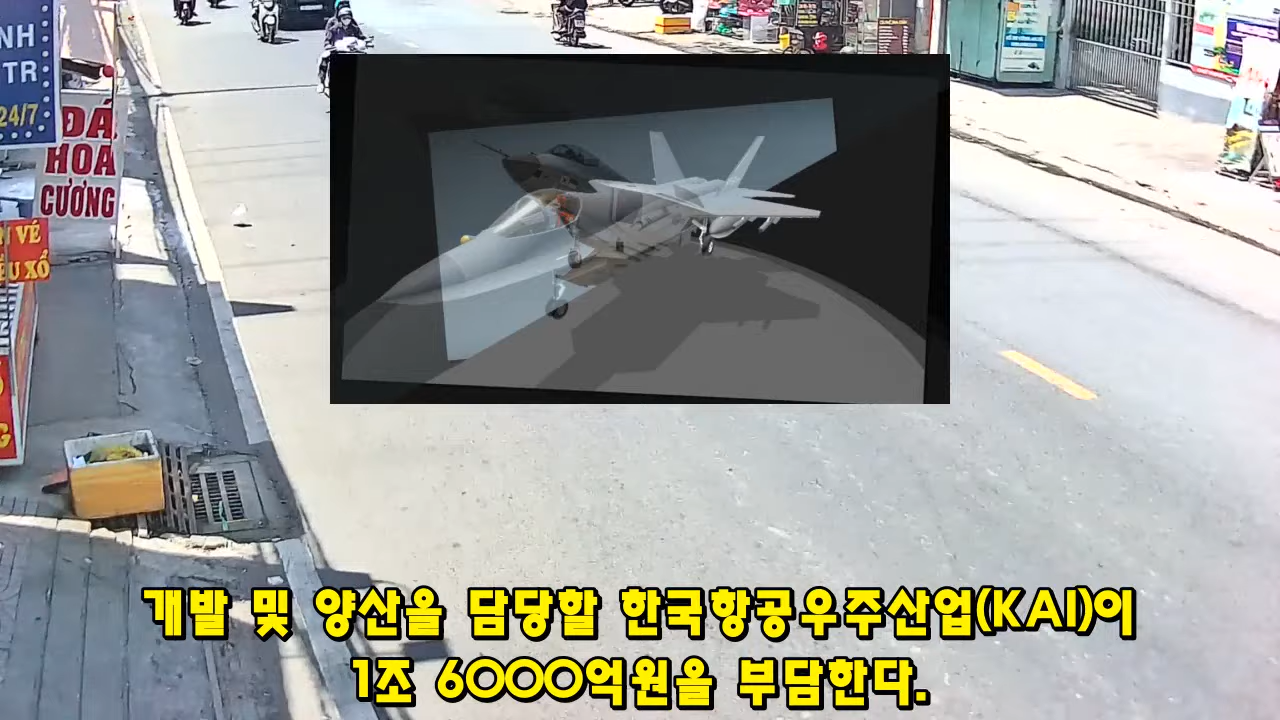 NH
TR
24/7
ĐÁ
HOA
CƯƠNG
VÉ
XỔ
개발 및 양산을 담당할 한국항공우주산업(KAI)이
1조 6000억원을 부담한다.